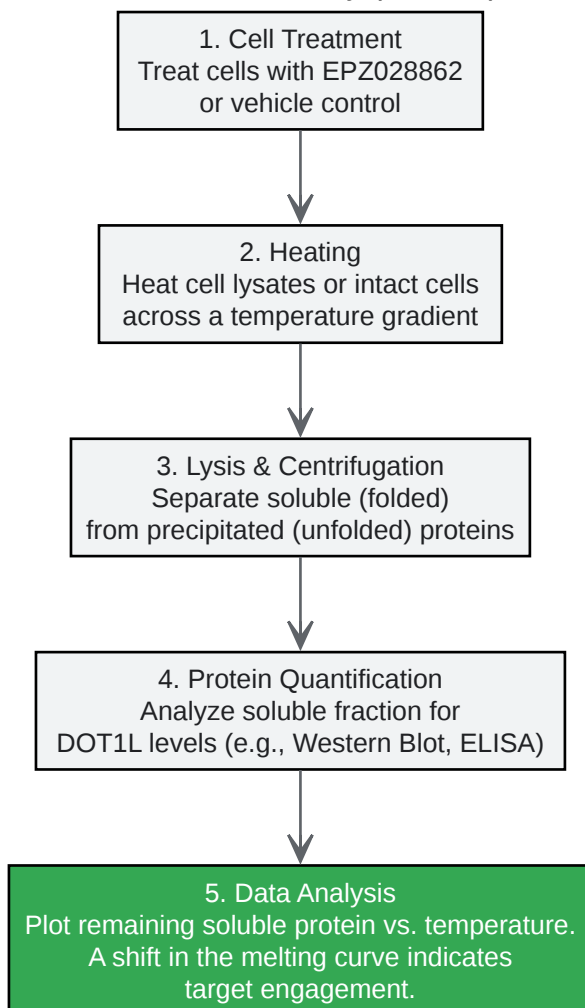 1. Cell Treatment
Treat cells with EPZ028862
or vehicle control
2. Heating
Heat cell lysates or intact cells
across a temperature gradient
3. Lysis & Centrifugation
Separate soluble (folded)
from precipitated (unfolded) proteins
4. Protein Quantification
Analyze soluble fraction for
DOT1L levels (e.g., Western Blot, ELISA)
5. Data Analysis
Plot remaining soluble protein vs. temperature.
A shift in the melting curve indicates
target engagement.